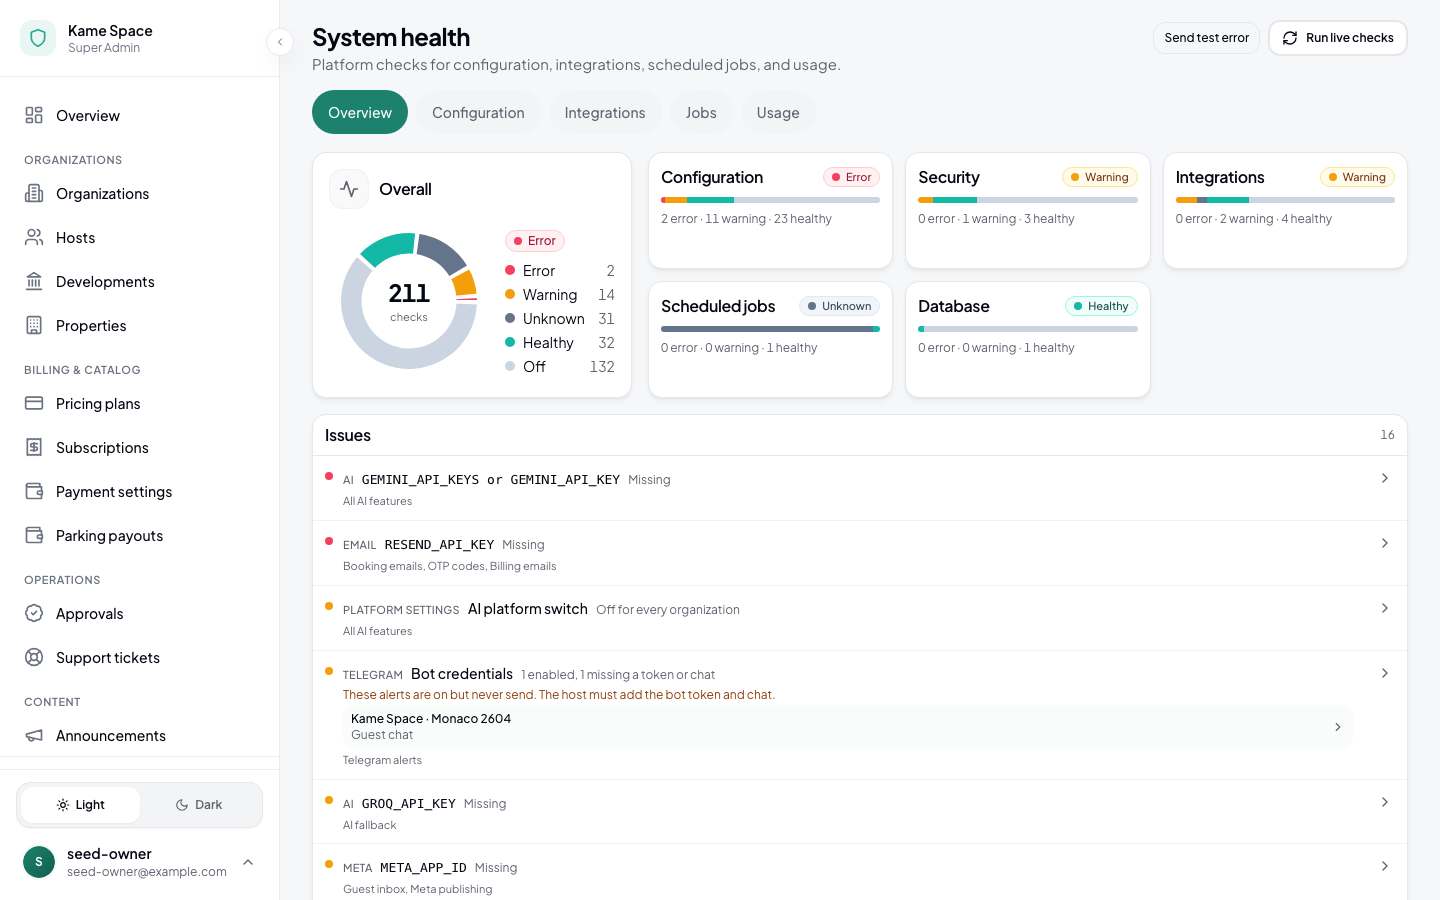 Kame Space
Super Admin
Overview
ORGANIZATIONS
Organizations
Hosts
Developments
Properties
BILLING & CATALOG
Pricing plans
Subscriptions
Payment settings
Parking payouts
OPERATIONS
Approvals
Support tickets
CONTENT
Announcements
Light
Dark
S
seed-owner
seed-owner@example.com
System health
Platform checks for configuration, integrations, scheduled jobs, and usage.
Send test error
Run live checks
Overview
Configuration
Integrations
Jobs
Usage
Overall
211
checks
Error
Error 2
Warning 14
Unknown 31
Healthy 32
Off 132
Configuration
Error
2 error · 11 warning · 23 healthy
Security
Warning
0 error · 1 warning · 3 healthy
Integrations
Warning
0 error · 2 warning · 4 healthy
Scheduled jobs
Unknown
0 error · 0 warning · 1 healthy
Database
Healthy
0 error · 0 warning · 1 healthy
Issues
16
AI GEMINI_API_KEYS or GEMINI_API_KEY Missing
All AI features
EMAIL RESEND_API_KEY Missing
Booking emails, OTP codes, Billing emails
PLATFORM SETTINGS AI platform switch Off for every organization
All AI features
TELEGRAM Bot credentials 1 enabled, 1 missing a token or chat
These alerts are on but never send. The host must add the bot token and chat.
Kame Space · Monaco 2604
Guest chat
Telegram alerts
AI GROQ_API_KEY Missing
AI fallback
META META_APP_ID Missing
Guest inbox, Meta publishing